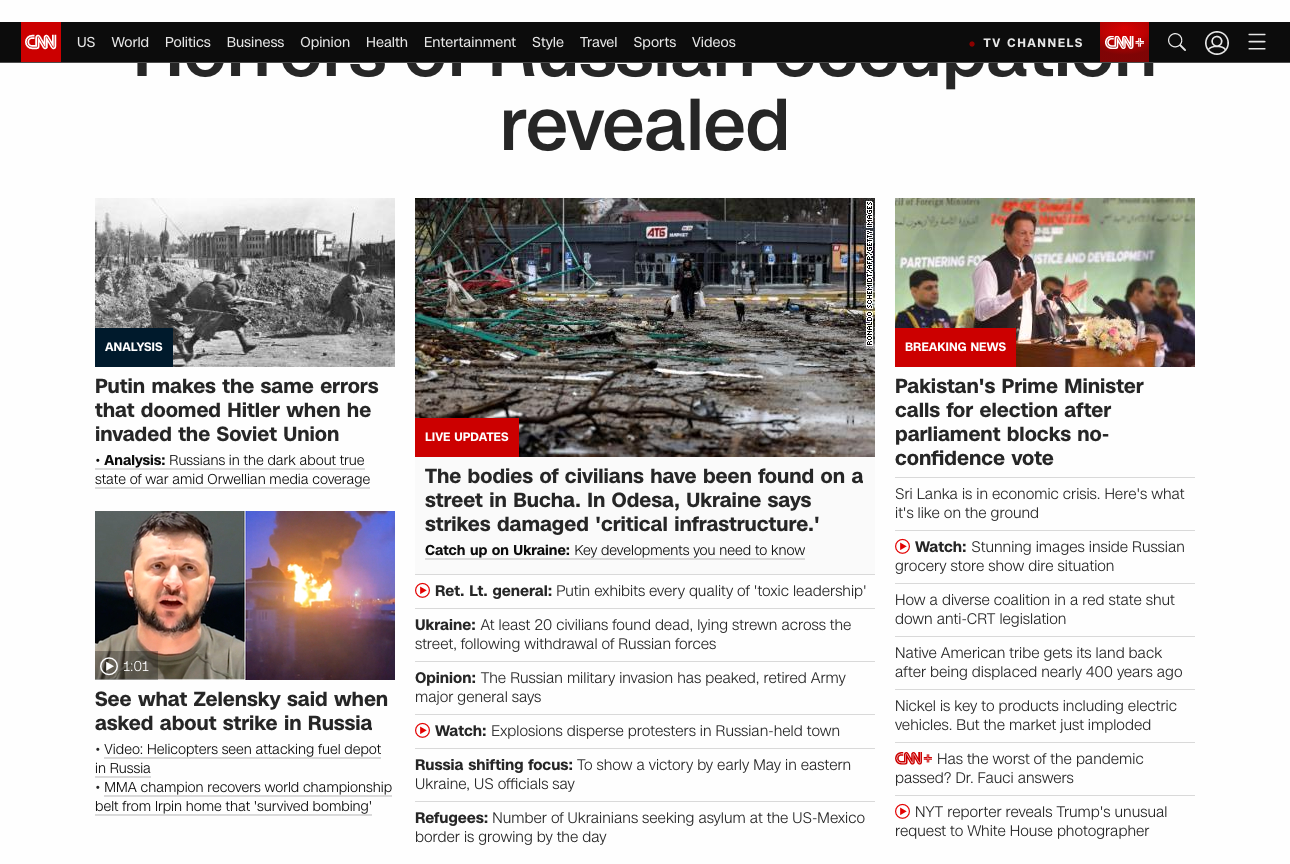 CNN US World Politics Business Opinion Health Entertainment Style Travel Sports Videos • TV CHANNELS CNN+
Horrors of Russian occupation
revealed
ANALYSIS
Putin makes the same errors
that doomed Hitler when he
invaded the Soviet Union
• Analysis: Russians in the dark about true
state of war amid Orwellian media coverage
1:01
See what Zelensky said when
asked about strike in Russia
• Video: Helicopters seen attacking fuel depot
in Russia
• MMA champion recovers world championship
belt from Irpin home that 'survived bombing'
АТБ
МАРКЕТ
RONALDO SCHEMIDT/AFP/GETTY IMAGES
LIVE UPDATES
The bodies of civilians have been found on a
street in Bucha. In Odesa, Ukraine says
strikes damaged 'critical infrastructure.'
Catch up on Ukraine: Key developments you need to know
Ret. Lt. general: Putin exhibits every quality of 'toxic leadership'
Ukraine: At least 20 civilians found dead, lying strewn across the
street, following withdrawal of Russian forces
Opinion: The Russian military invasion has peaked, retired Army
major general says
Watch: Explosions disperse protesters in Russian-held town
Russia shifting focus: To show a victory by early May in eastern
Ukraine, US officials say
Refugees: Number of Ukrainians seeking asylum at the US-Mexico
border is growing by the day
cil of Foreign Ministers
PARTNERING FO STICE AND DEVELOPMENT
BREAKING NEWS
Pakistan's Prime Minister
calls for election after
parliament blocks no-
confidence vote
Sri Lanka is in economic crisis. Here's what
it's like on the ground
Watch: Stunning images inside Russian
grocery store show dire situation
How a diverse coalition in a red state shut
down anti-CRT legislation
Native American tribe gets its land back
after being displaced nearly 400 years ago
Nickel is key to products including electric
vehicles. But the market just imploded
CNN+ Has the worst of the pandemic
passed? Dr. Fauci answers
NYT reporter reveals Trump's unusual
request to White House photographer